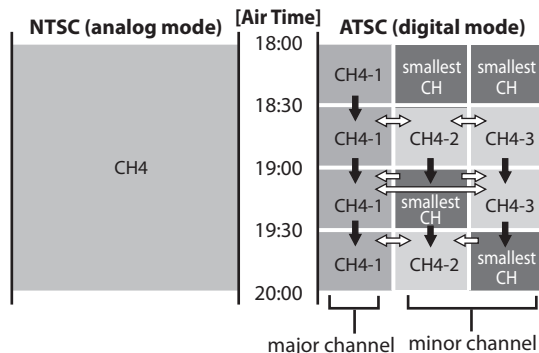 NTSC (analog mode) [Air Time] ATSC (digital mode)
18:00
CH4-1 smallest CH smallest CH
18:30
CH4-1 CH4-2 CH4-3
CH4
19:00
CH4-1 smallest CH CH4-3
19:30
CH4-1 CH4-2 smallest CH
20:00
major channel minor channel